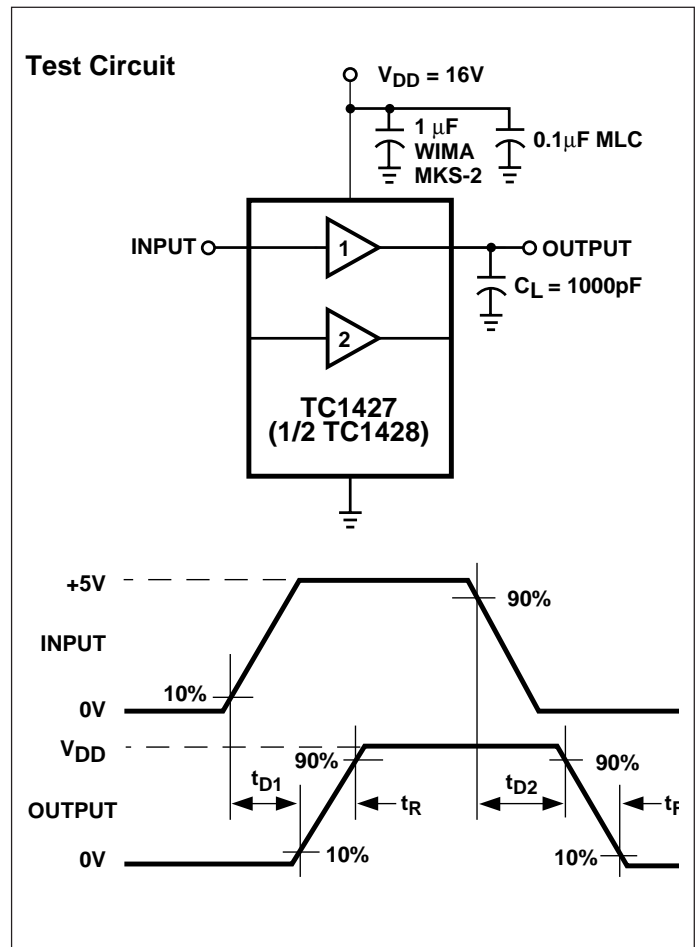 Test Circuit
VDD = 16V
1 µF
WIMA
MKS-2
0.1µF MLC
INPUT
1
OUTPUT
CL = 1000pF
2
TC1427
(1/2 TC1428)
+5V
90%
INPUT
10%
0V
VDD
90%
tD1
tR
tD2
90%
tF
OUTPUT
0V
10%
10%